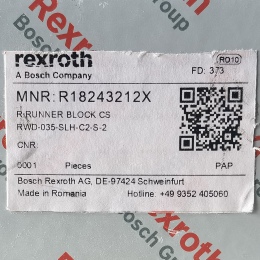 rexroth
A Bosch Company
RO10
FD: 373
MNR: R18243212X
R-RUNNER BLOCK CS
RWD-035-SLH-C2-S-2
CNR:
0001 Pieces PAP
Bosch Rexroth AG, DE-97424 Schweinfurt
Made in Romania Hotline: +49 9352 405060